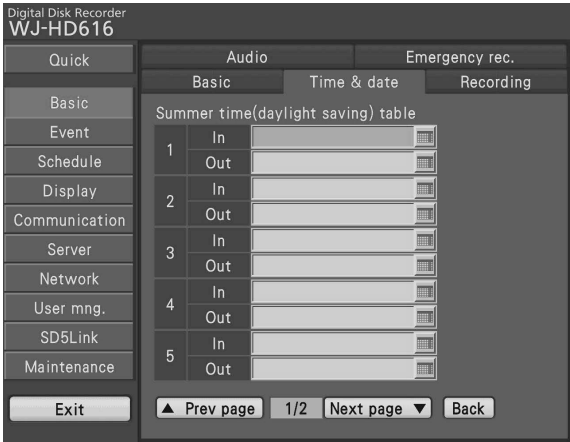 Digital Disk Recorder
WJ-HD616
Quick
Basic
Event
Schedule
Display
Communication
Server
Network
User mng.
SD5Link
Maintenance
Exit
Audio Emergency rec.
Basic Time & date Recording
Summer time(daylight saving) table
1 In
Out
2 In
Out
3 In
Out
4 In
Out
5 In
Out
▲ Prev page 1/2 Next page ▼ Back